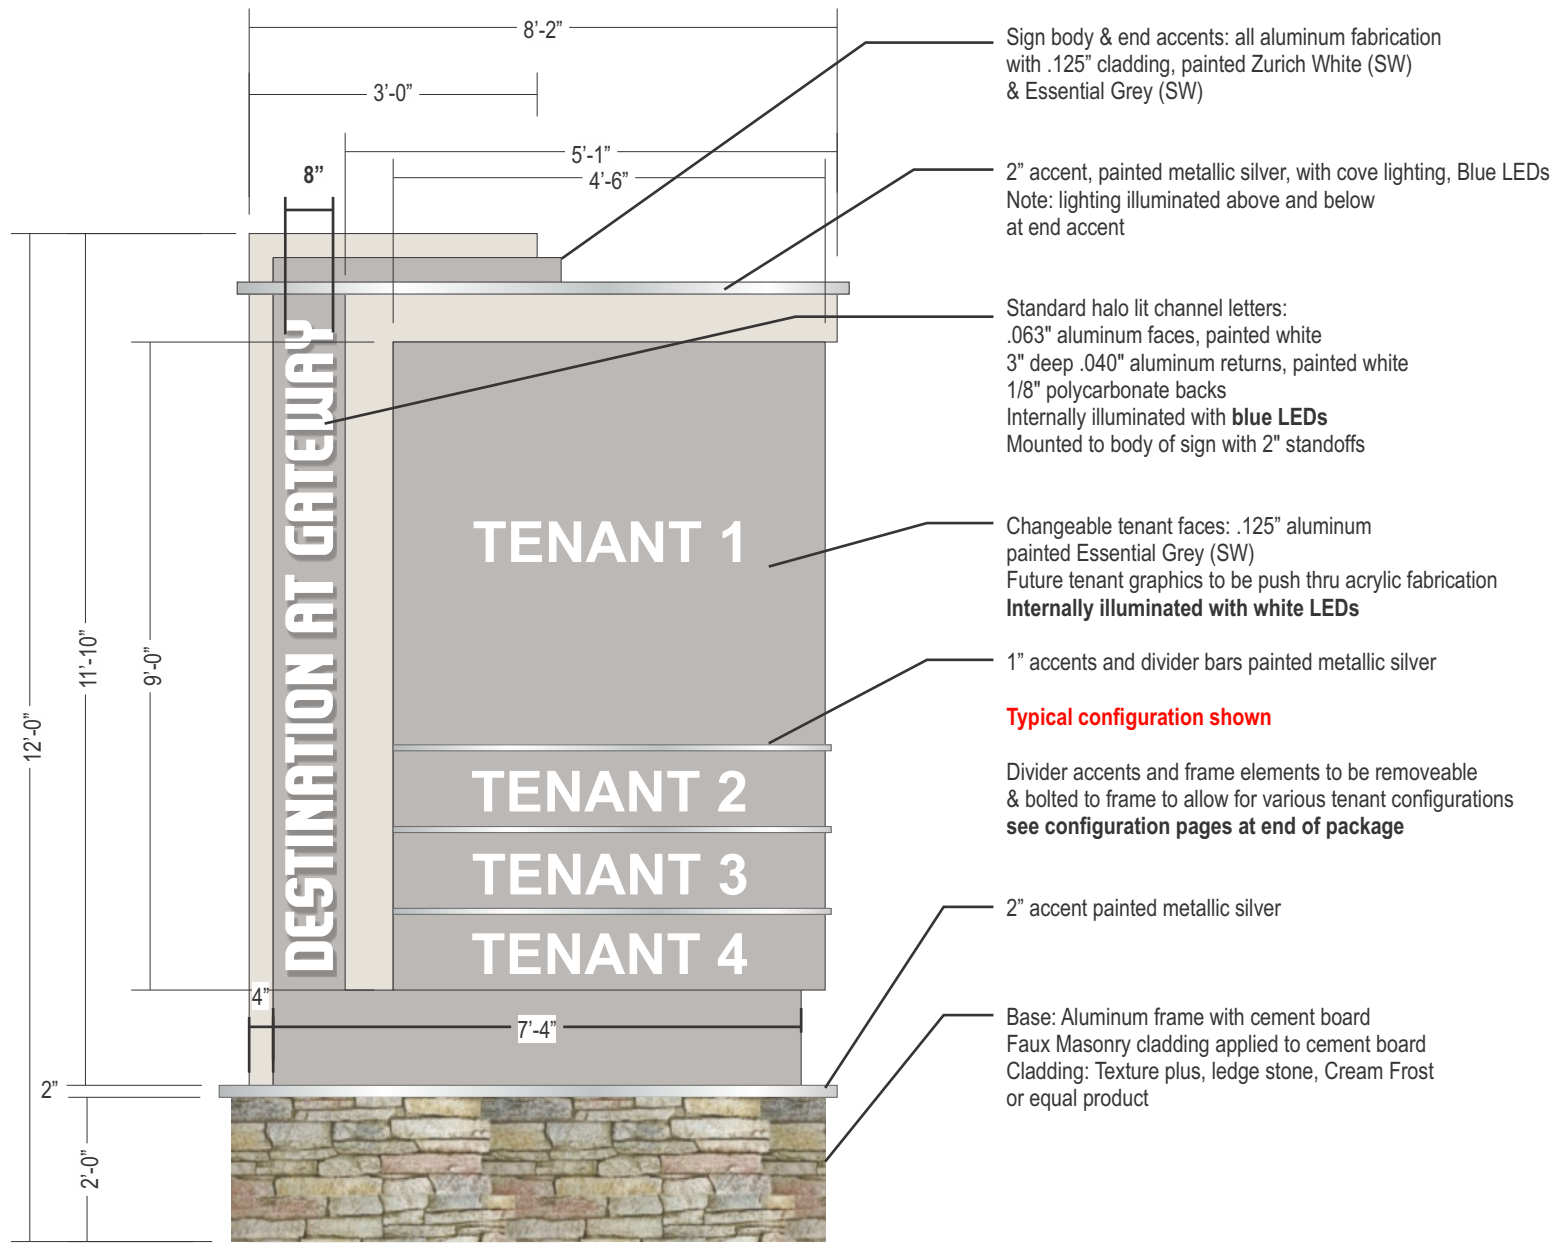 8’-2”
3’-0”
5’-1”
8”
4’-6”
Sign body & end accents: all aluminum fabrication
with .125” cladding, painted Zurich White (SW)
& Essential Grey (SW)
2” accent, painted metallic silver, with cove lighting, Blue LEDs
Note: lighting illuminated above and below
at end accent
Standard halo lit channel letters:
.063" aluminum faces, painted white
3" deep .040" aluminum returns, painted white
1/8" polycarbonate backs
Internally illuminated with blue LEDs
Mounted to body of sign with 2" standoffs
Changeable tenant faces: .125” aluminum
painted Essential Grey (SW)
Future tenant graphics to be push thru acrylic fabrication
Internally illuminated with white LEDs
1” accents and divider bars painted metallic silver
Typical configuration shown
Divider accents and frame elements to be removeable
& bolted to frame to allow for various tenant configurations
see configuration pages at end of package
2” accent painted metallic silver
Base: Aluminum frame with cement board
Faux Masonry cladding applied to cement board
Cladding: Texture plus, ledge stone, Cream Frost
or equal product
DESTINATION AT GATEWAY
TENANT 1
TENANT 2
TENANT 3
TENANT 4
12’-0”
11’-10”
9’-0”
4”
7’-4”
2”
2’-0”